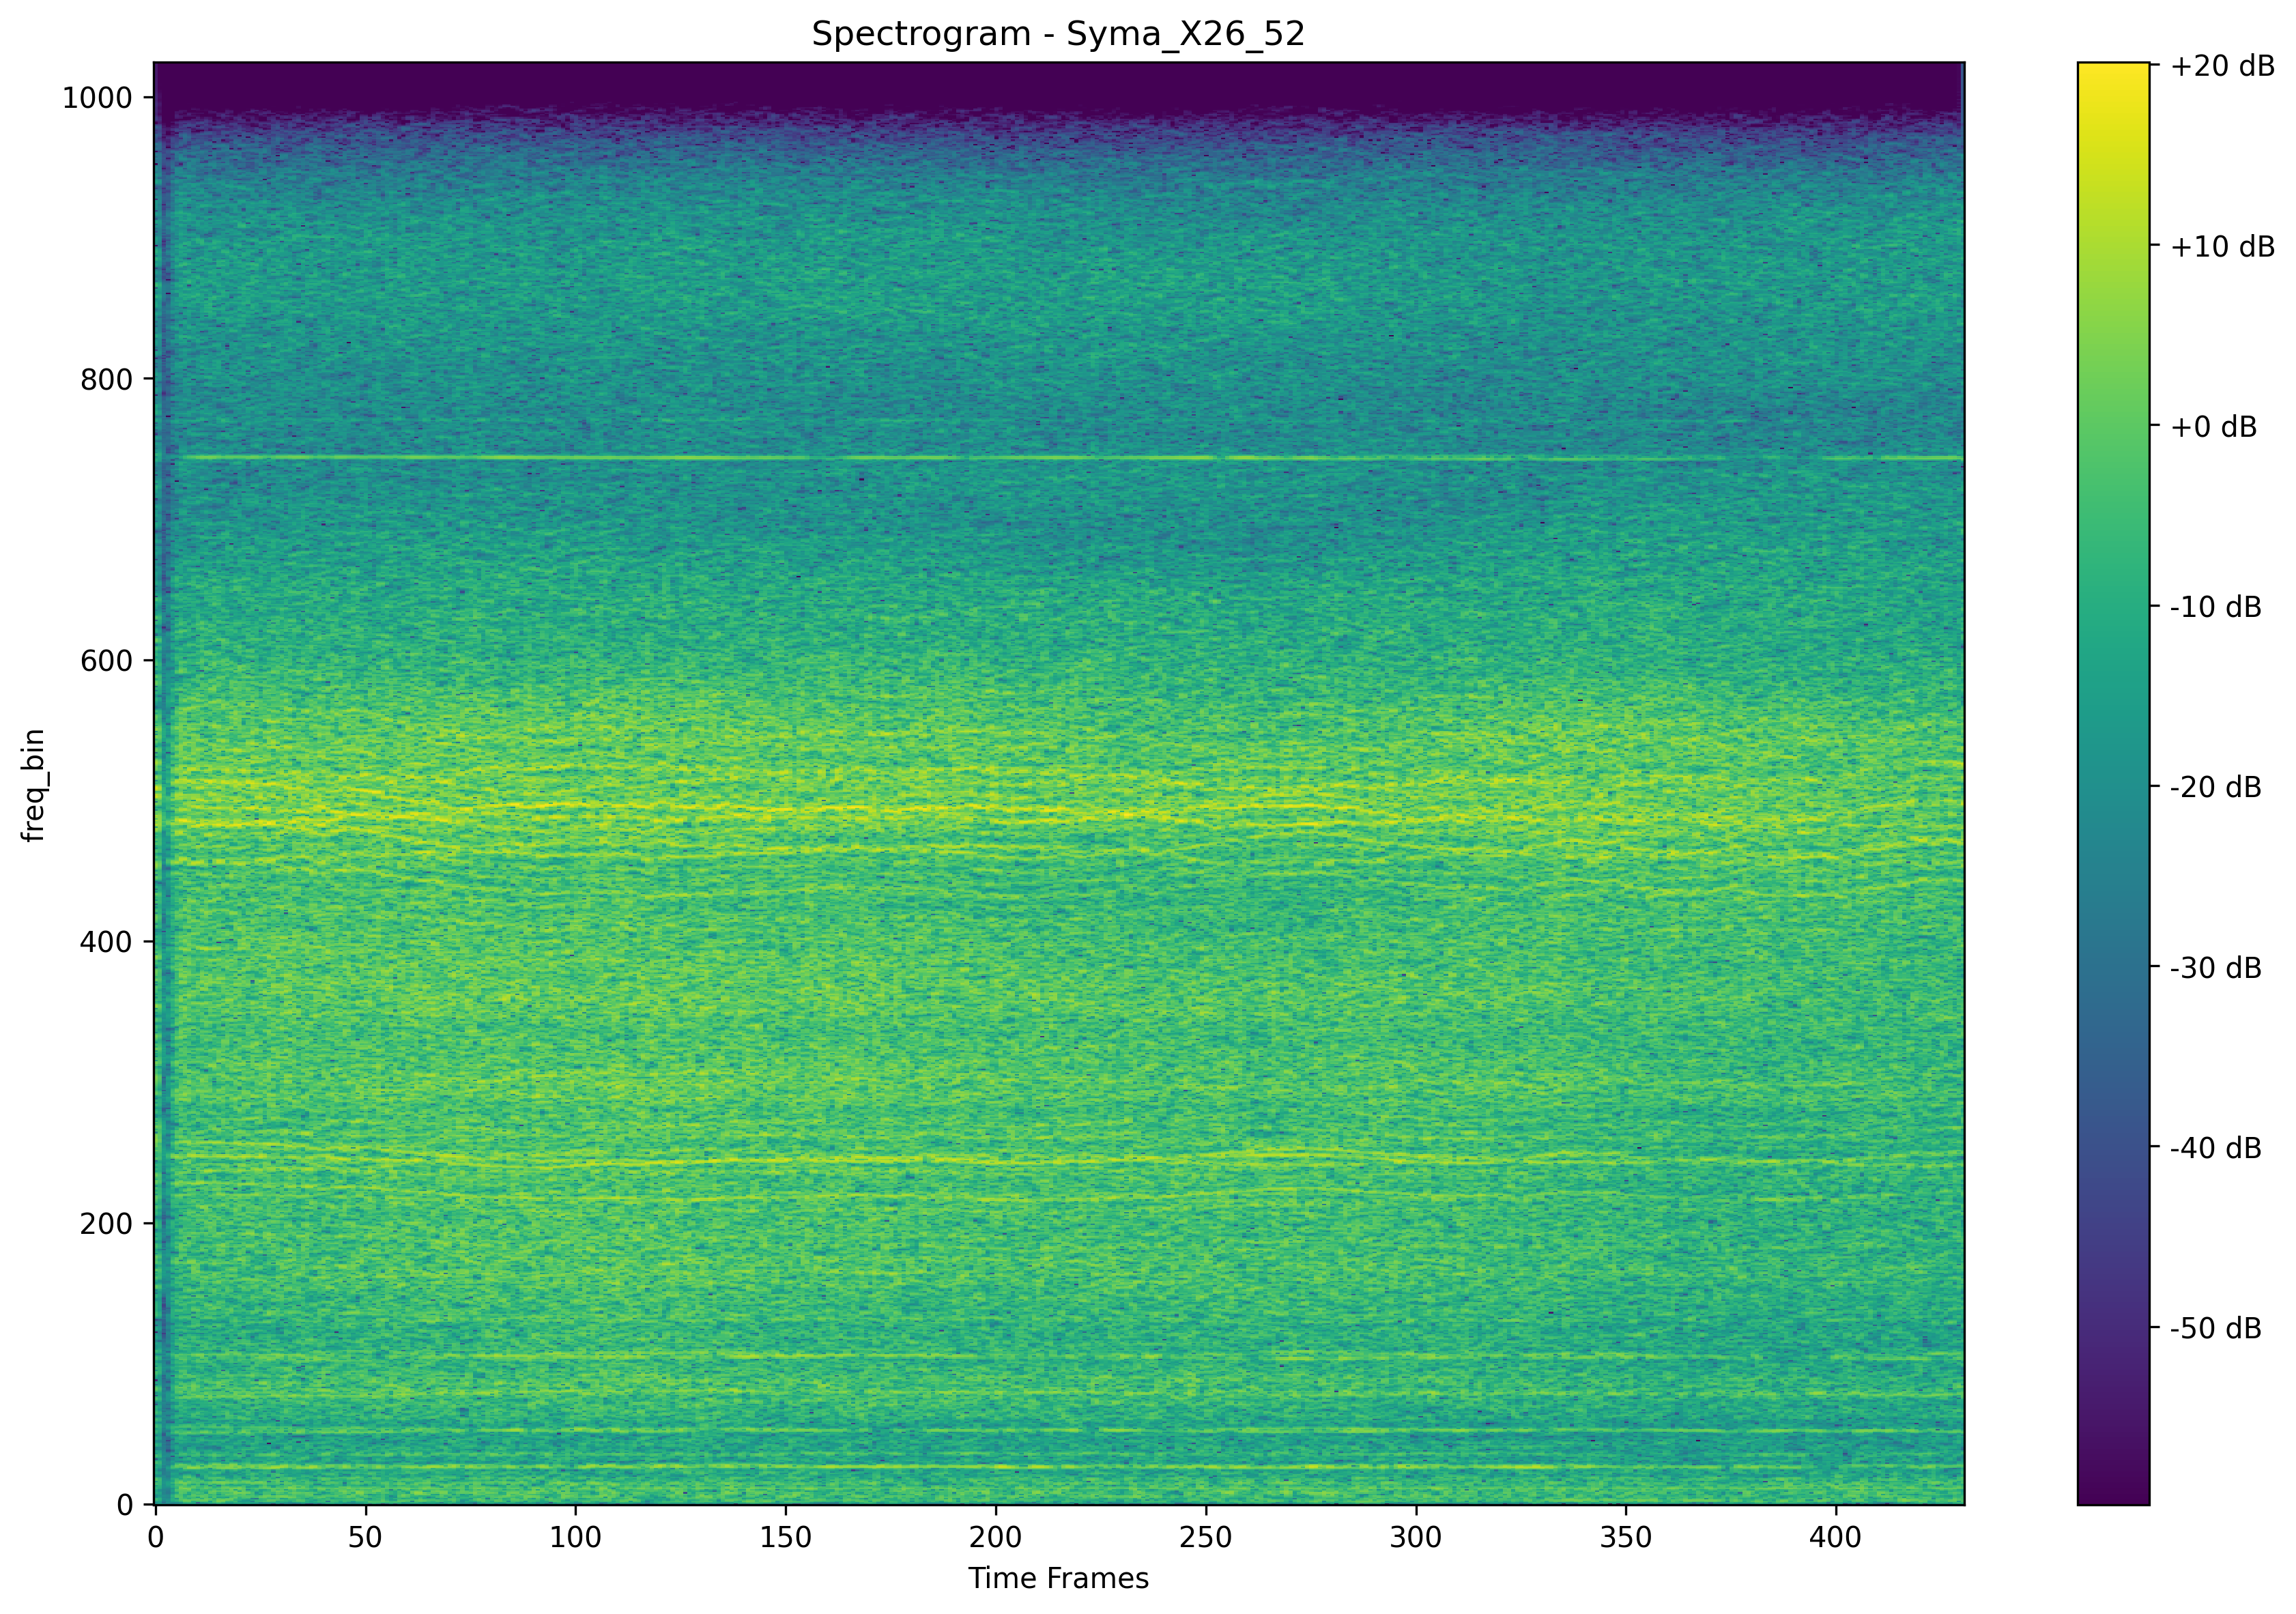 Spectrogram - Syma_X26_52
1000
800
600
400
200
0
freq_bin
0 50 100 150 200 250 300 350 400
Time Frames
+20 dB
+10 dB
+0 dB
-10 dB
-20 dB
-30 dB
-40 dB
-50 dB